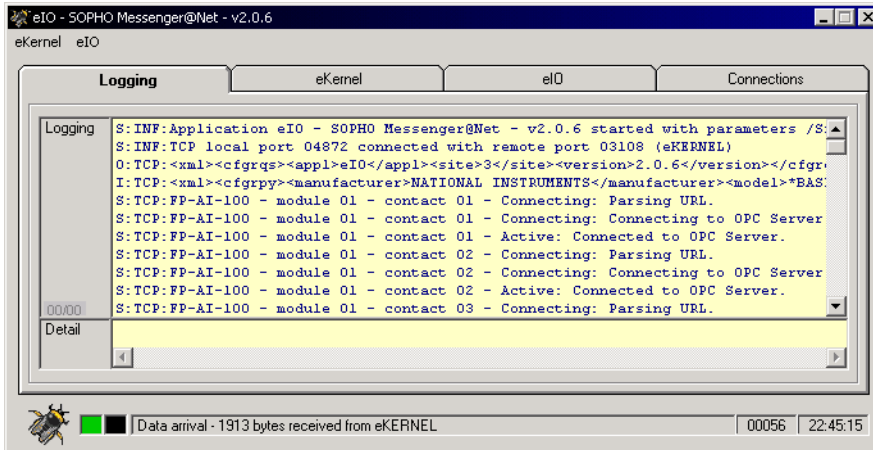 eIO - SOPHO Messenger@Net - v2.0.6
eKernel eIO
Logging eKernel eIO Connections
Logging
S:INF:Application eIO - SOPHO Messenger@Net - v2.0.6 started with parameters /S
S:INF:TCP local port 04872 connected with remote port 03108 (eKERNEL)
O:TCP:<xml><cfgrqs><appl>eIO</appl><site>3</site><version>2.0.6</version></cfgr
I:TCP:<xml><cfgrpy><manufacturer>NATIONAL INSTRUMENTS</manufacturer><model>*BAS
S:TCP:FP-AI-100 - module 01 - contact 01 - Connecting: Parsing URL.
S:TCP:FP-AI-100 - module 01 - contact 01 - Connecting: Connecting to OPC Server
S:TCP:FP-AI-100 - module 01 - contact 01 - Active: Connected to OPC Server.
S:TCP:FP-AI-100 - module 01 - contact 02 - Connecting: Parsing URL.
S:TCP:FP-AI-100 - module 01 - contact 02 - Connecting: Connecting to OPC Server
S:TCP:FP-AI-100 - module 01 - contact 02 - Active: Connected to OPC Server.
S:TCP:FP-AI-100 - module 01 - contact 03 - Connecting: Parsing URL.
00/00
Detail
Data arrival - 1913 bytes received from eKERNEL 00056 22:45:15